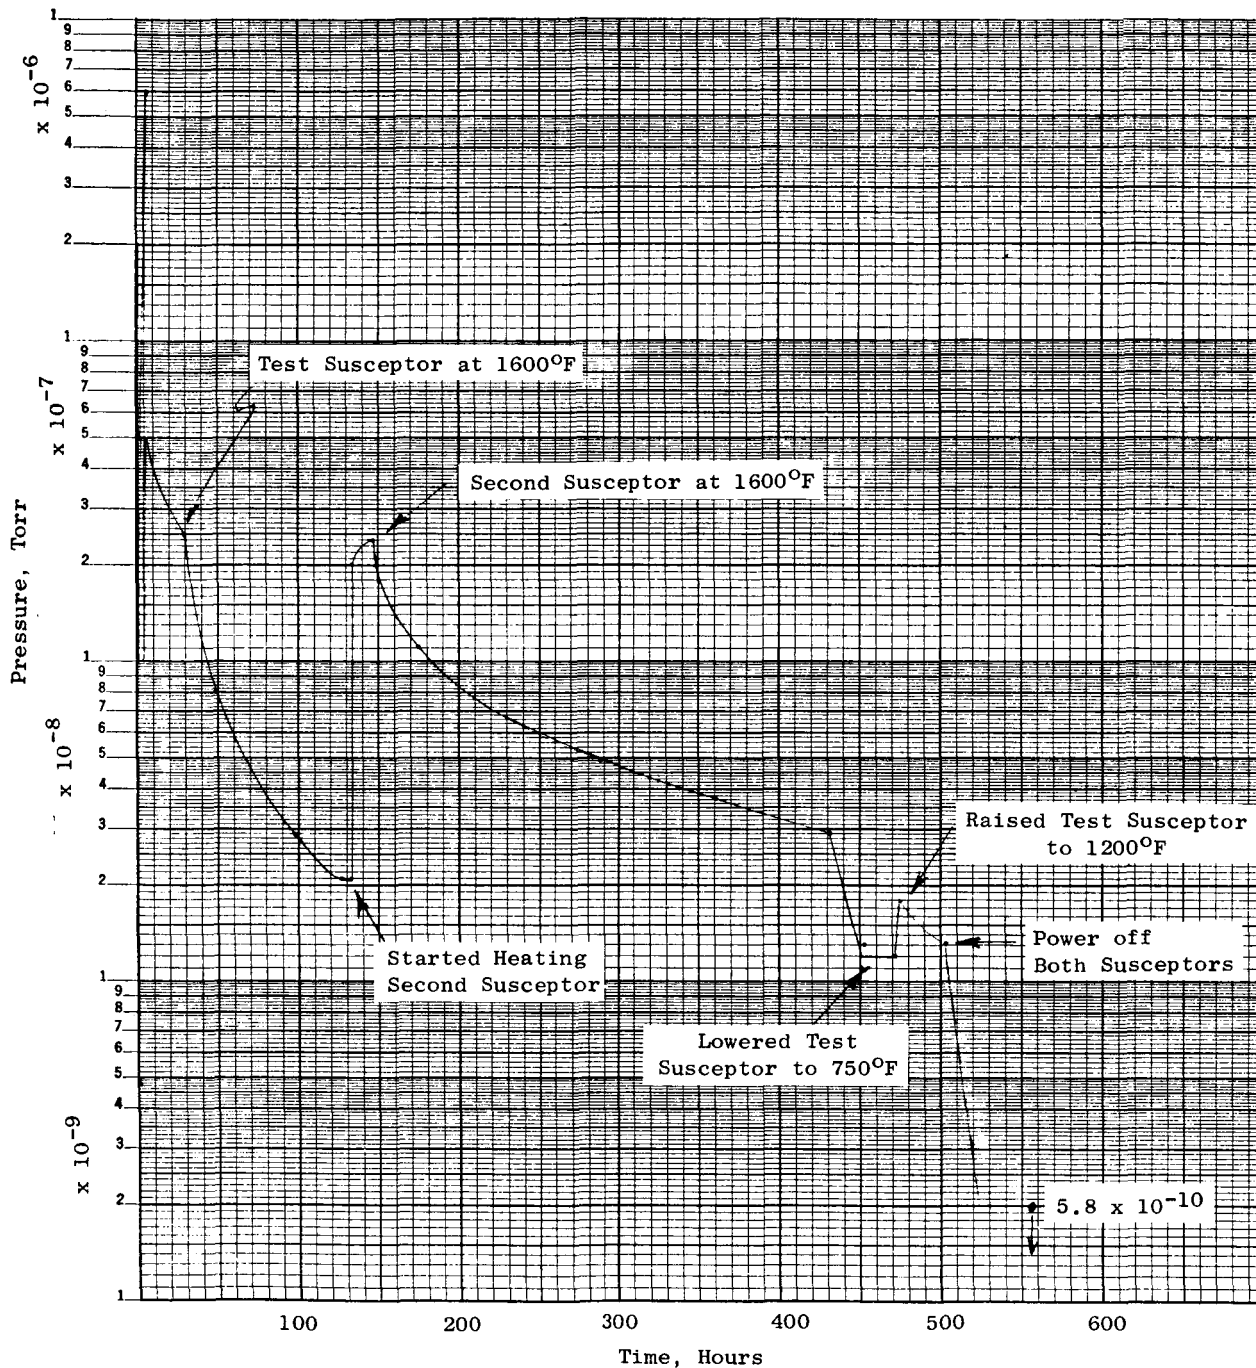 1
9
8
7
6
5
4
3
2
x 10-6
1
9
8
7
6
5
4
3
2
x 10-7
1
9
8
7
6
5
4
3
2
x 10-8
1
9
8
7
6
5
4
3
2
x 10-9
1
Pressure, Torr
Test Susceptor at 1600°F
Second Susceptor at 1600°F
Started Heating
Second Susceptor
Raised Test Susceptor
to 1200°F
Power off
Both Susceptors
Lowered Test
Susceptor to 750°F
5.8 x 10-10
100 200 300 400 500 600
Time, Hours